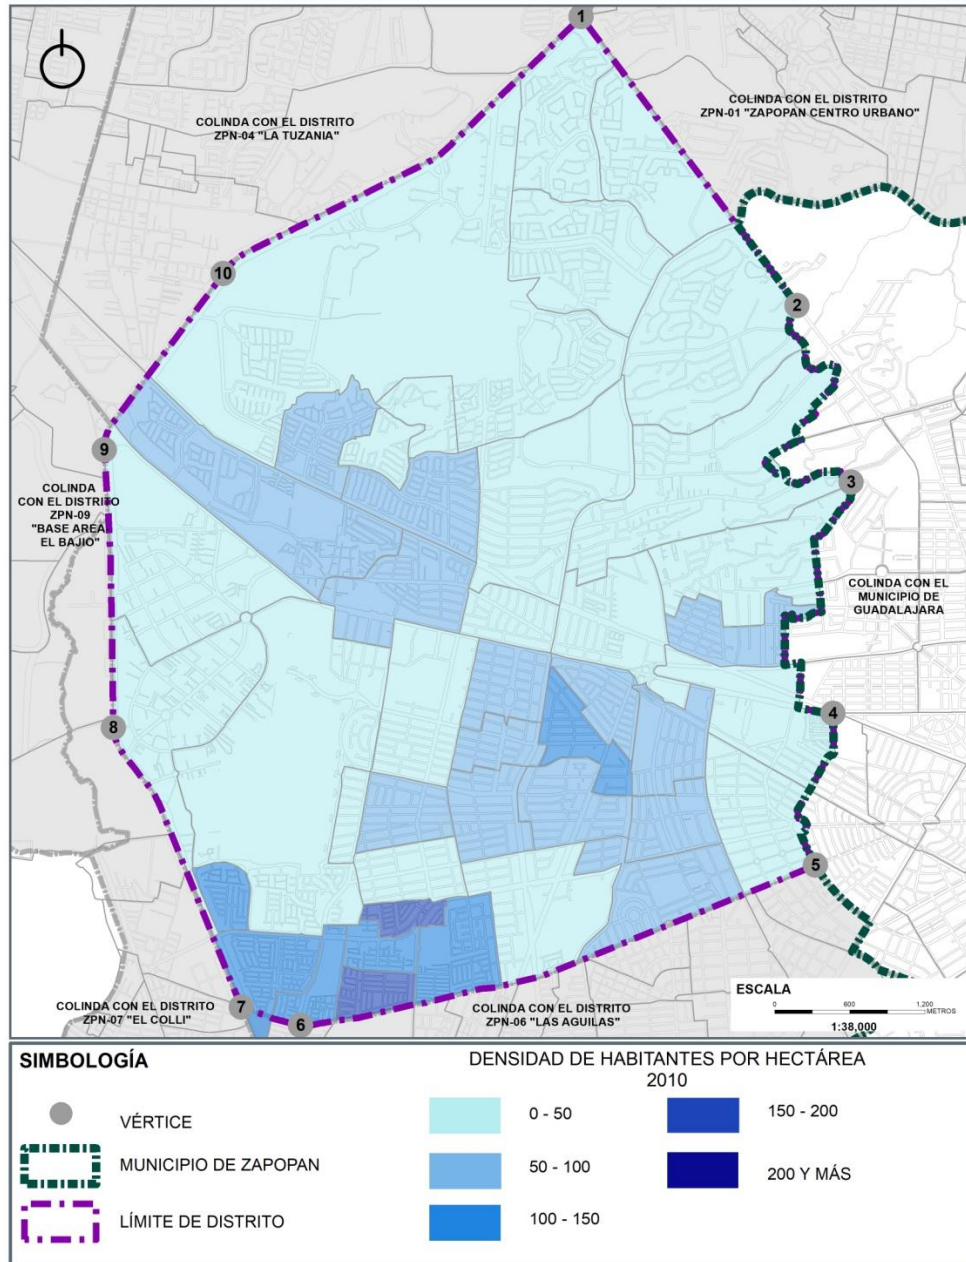 1
COLINDA CON EL DISTRITO
ZPN-01 "ZAPOPAN CENTRO URBANO"
COLINDA CON EL DISTRITO
ZPN-04 "LA TUZANIA"
10
2
9
3
COLINDA
CON EL DISTRITO
ZPN-09
"BASE AREA
EL BAJIO"
COLINDA CON EL
MUNICIPIO DE
GUADALAJARA
8
4
5
7
6
COLINDA CON EL DISTRITO
ZPN-07 "EL COLLI"
COLINDA CON EL DISTRITO
ZPN-06 "LAS AGUILAS"
ESCALA
0 600 1,200
METROS
1:38,000
SIMBOLOGÍA
VÉRTICE
MUNICIPIO DE ZAPOPAN
LÍMITE DE DISTRITO
DENSIDAD DE HABITANTES POR HECTÁREA
2010
0 - 50
50 - 100
100 - 150
150 - 200
200 Y MÁS